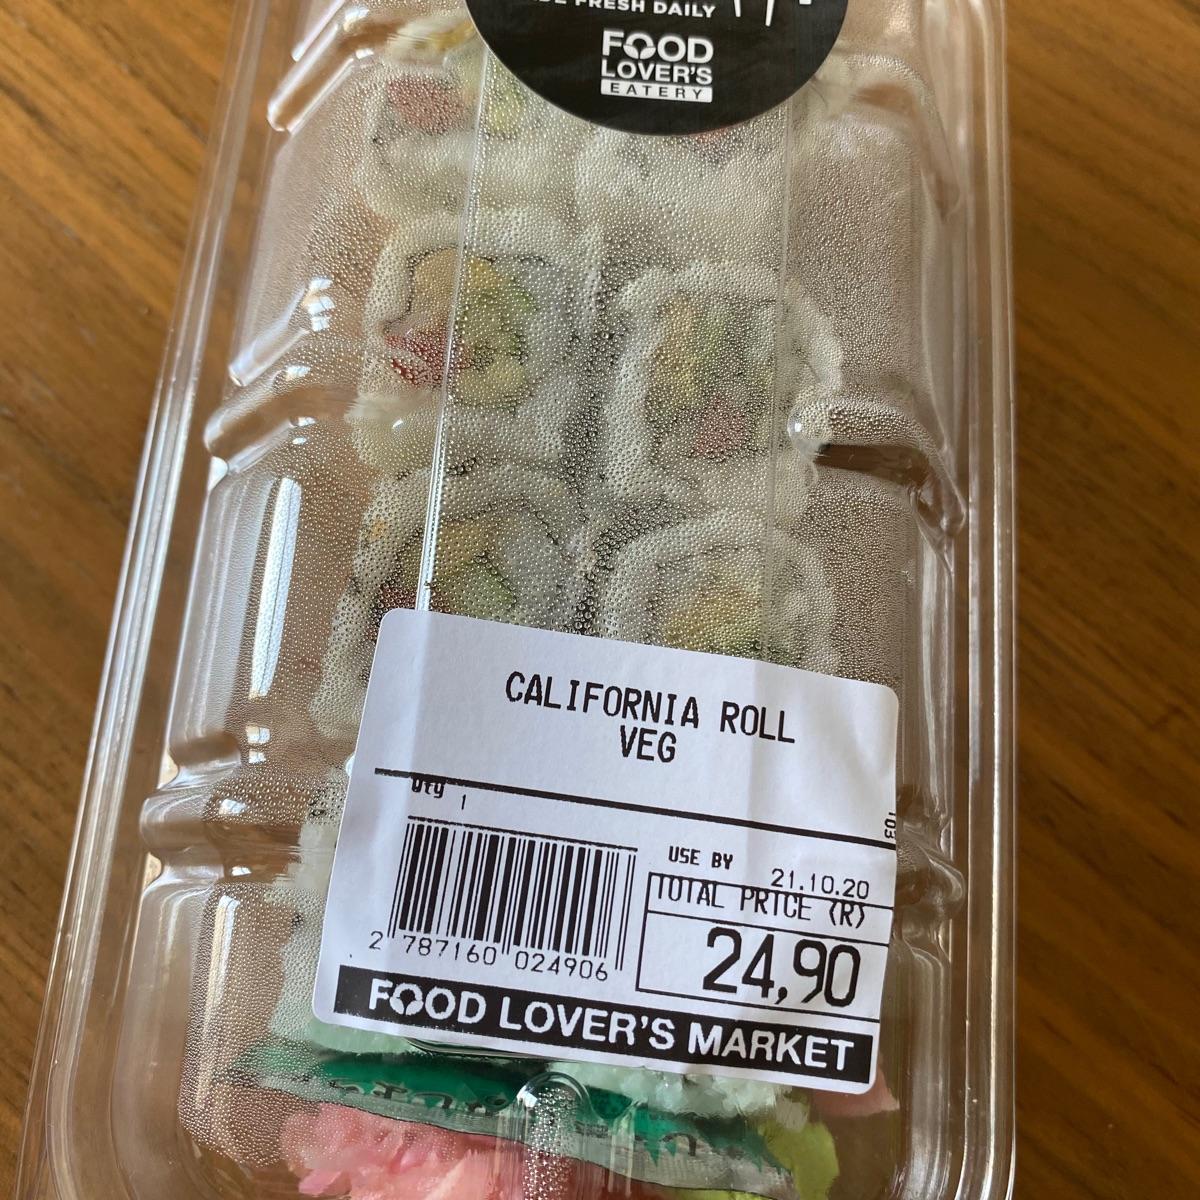 FRESH DAILY
FOOD
LOVER'S
EATERY
CALIFORNIA ROLL
VEG
Qty 1
USE BY 21.10.20
TOTAL PRICE (R)
24,90
2 787160 024906
FOOD LOVER'S MARKET